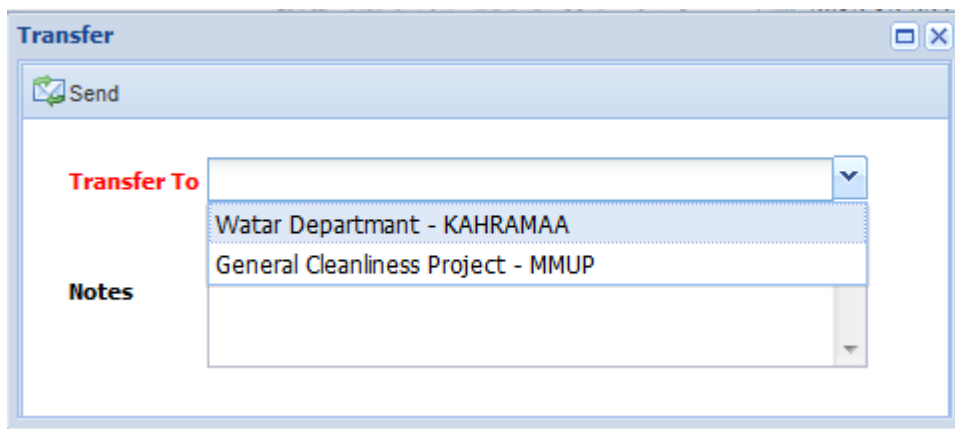 Transfer
Send
Transfer To
Watar Departmant - KAHRAMAA
General Cleanliness Project - MMUP
Notes